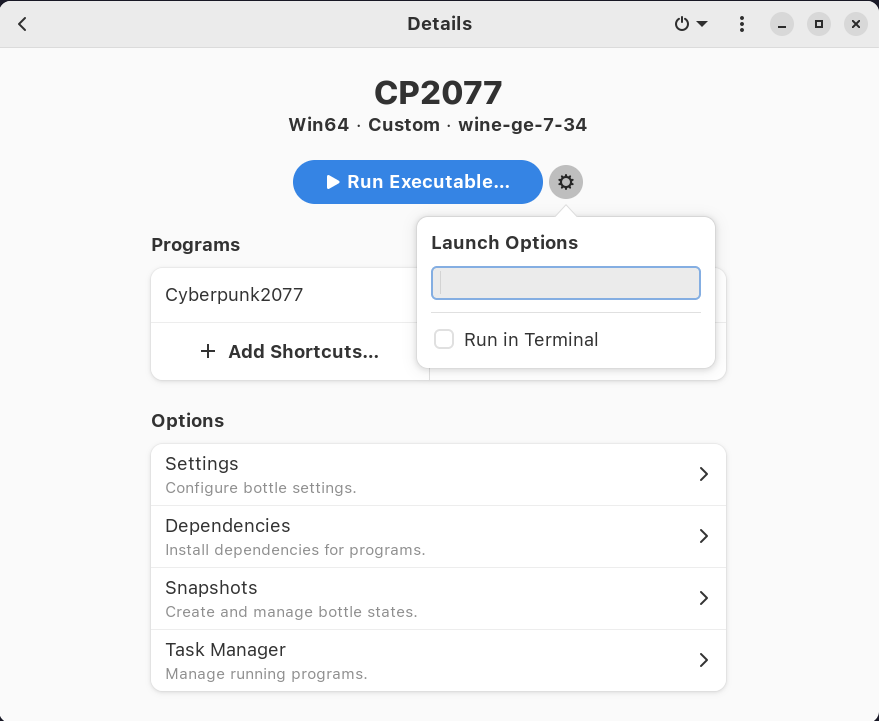 Details
CP2077
Win64 · Custom · wine-ge-7-34
Run Executable...
Launch Options
Run in Terminal
Programs
Cyberpunk2077
Add Shortcuts...
Options
Settings
Configure bottle settings.
Dependencies
Install dependencies for programs.
Snapshots
Create and manage bottle states.
Task Manager
Manage running programs.